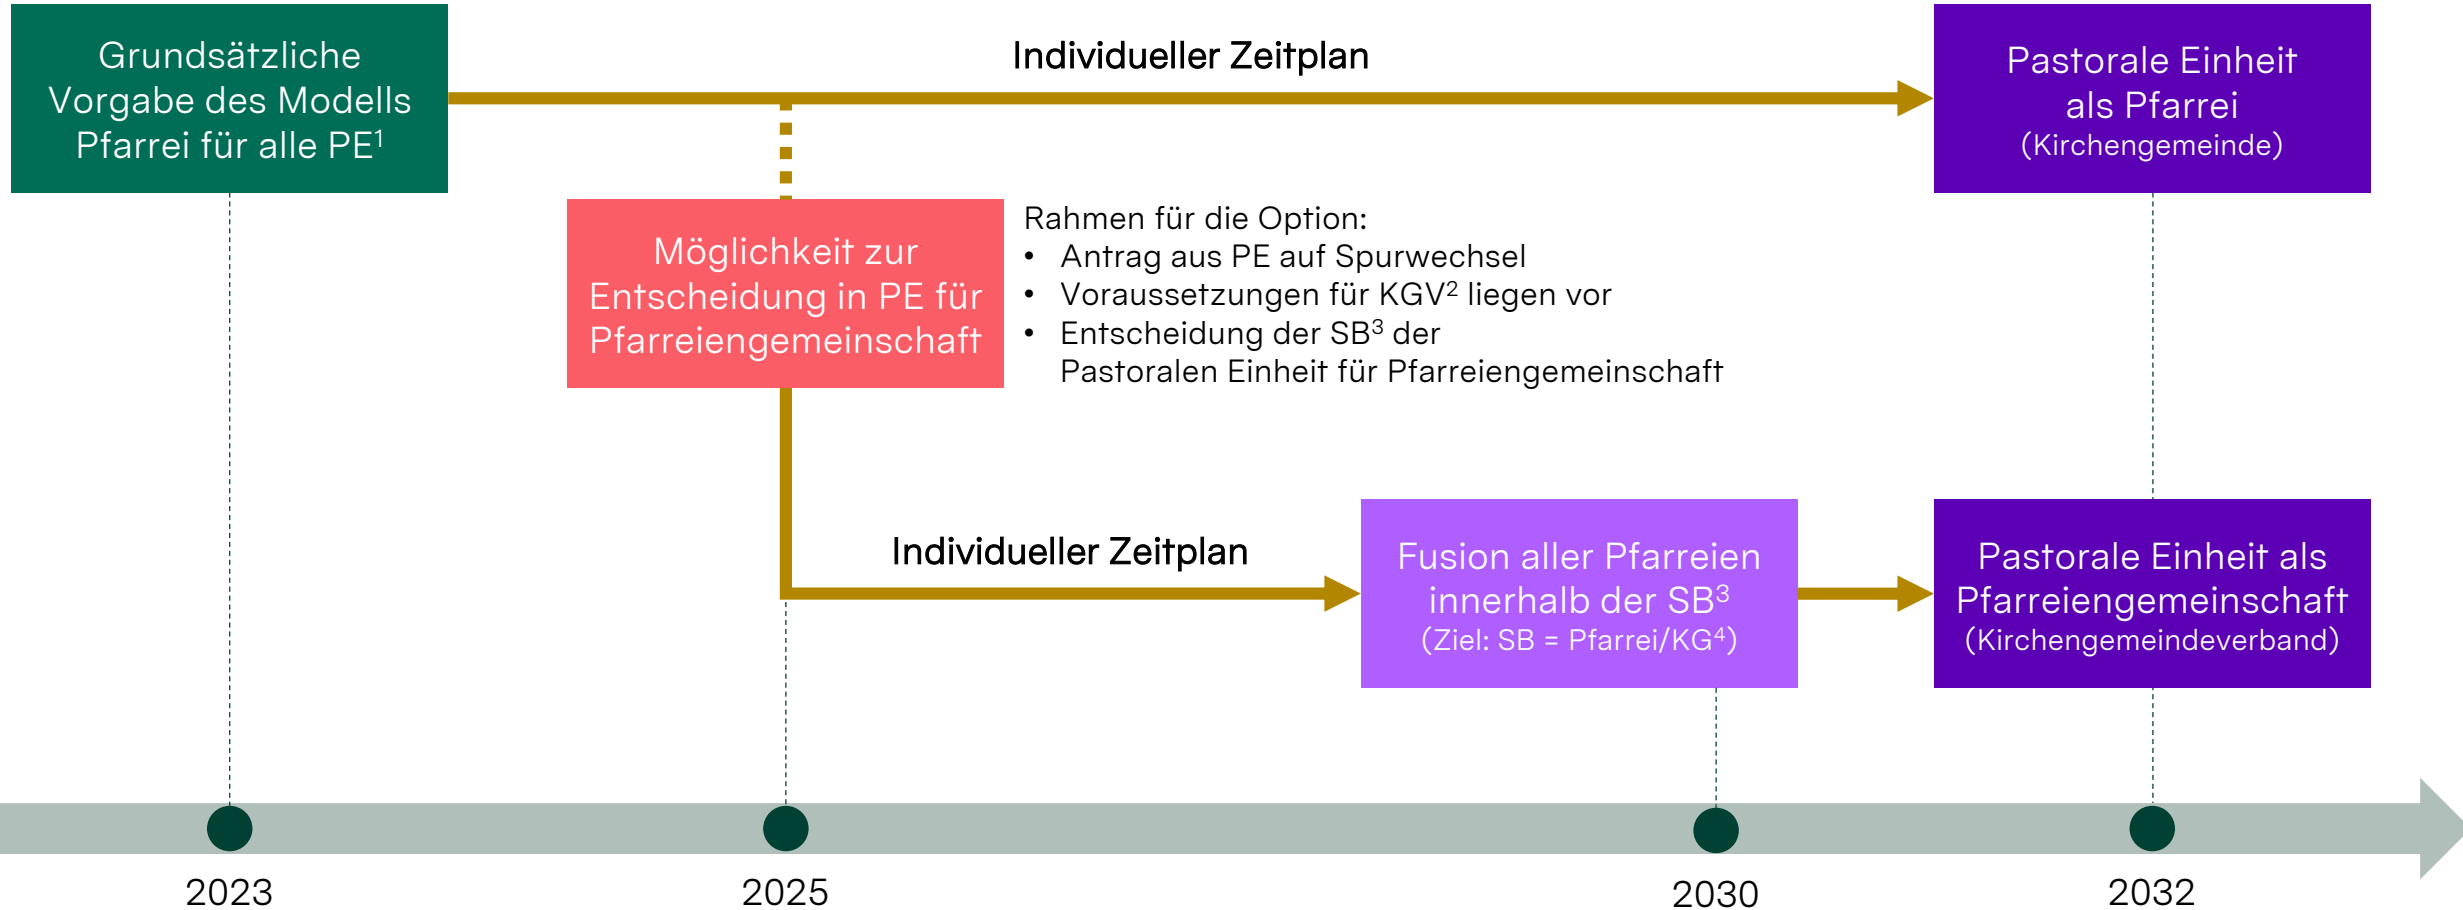 Grundsätzliche
Vorgabe des Modells
Pfarrei für alle PE¹
Individueller Zeitplan
Pastorale Einheit
als Pfarrei
(Kirchengemeinde)
Möglichkeit zur
Entscheidung in PE für
Pfarreiengemeinschaft
Rahmen für die Option:
• Antrag aus PE auf Spurwechsel
• Voraussetzungen für KGV² liegen vor
• Entscheidung der SB³ der
Pastoralen Einheit für Pfarreiengemeinschaft
Individueller Zeitplan
Fusion aller Pfarreien
innerhalb der SB³
(Ziel: SB = Pfarrei/KG⁴)
Pastorale Einheit als
Pfarreiengemeinschaft
(Kirchengemeindeverband)
2023
2025
2030
2032